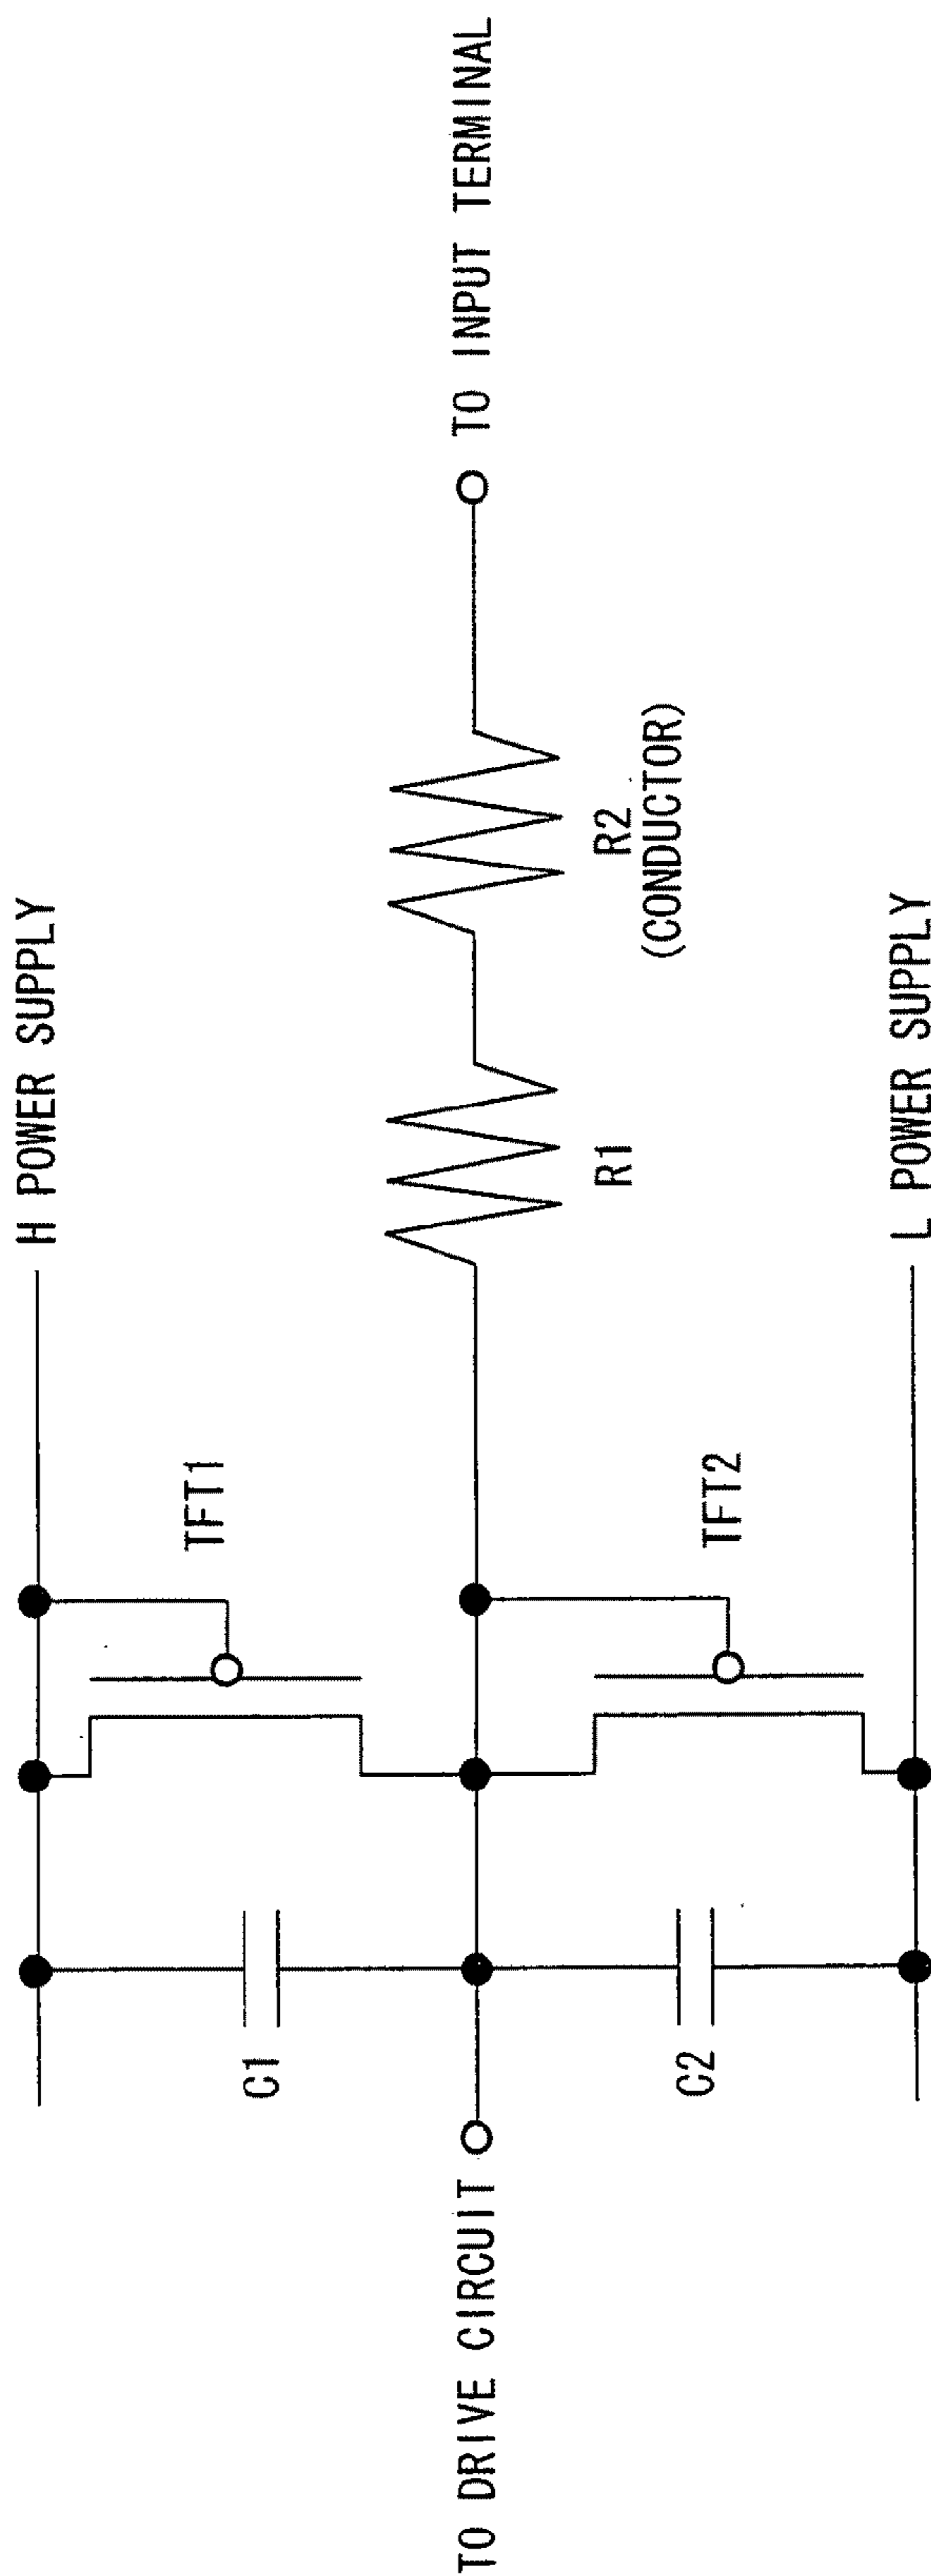 H POWER SUPPLY
TFT1
C1
TO DRIVE CIRCUIT
R1
R2
(CONDUCTOR)
TO INPUT TERMINAL
TFT2
C2
L POWER SUPPLY